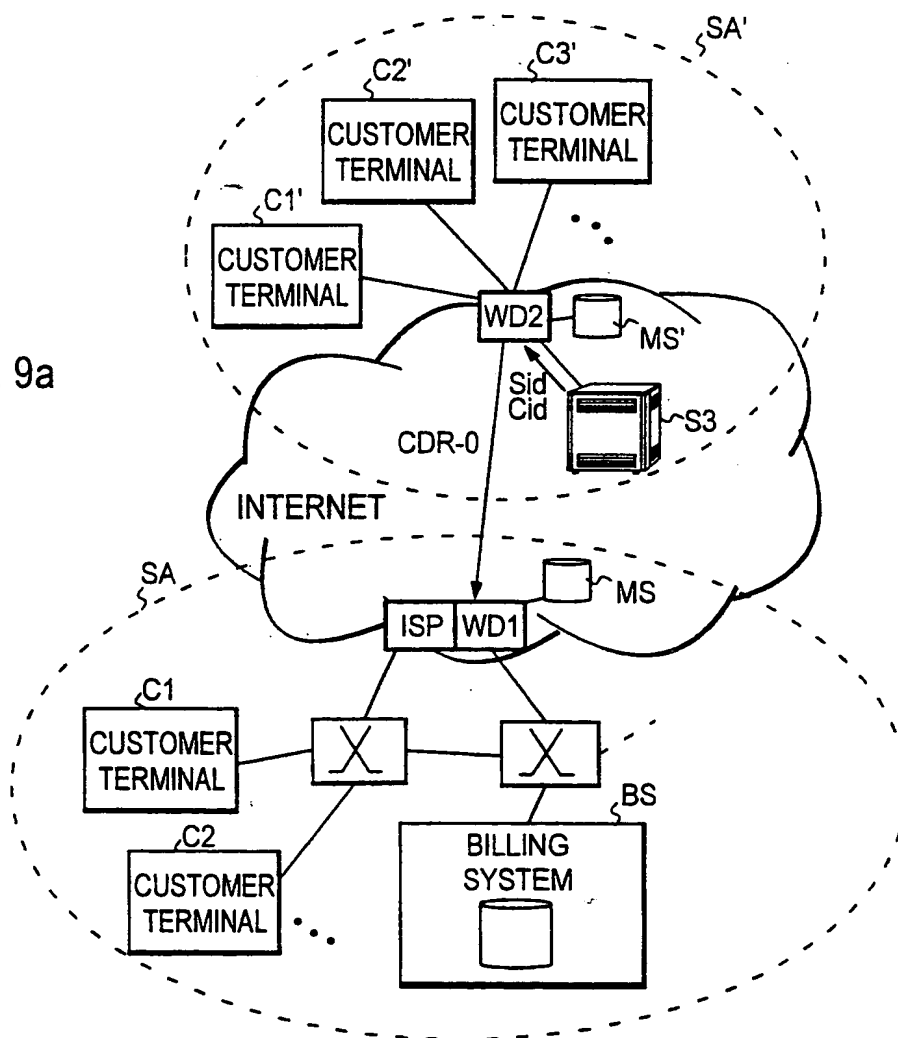 SA'
C3'
C2'
CUSTOMER
TERMINAL
CUSTOMER
TERMINAL
C1'
CUSTOMER
TERMINAL
WD2
MS'
9a
Sid
Cid
S3
CDR-0
INTERNET
SA
MS
ISP
WD1
C1
CUSTOMER
TERMINAL
BS
C2
BILLING
SYSTEM
CUSTOMER
TERMINAL